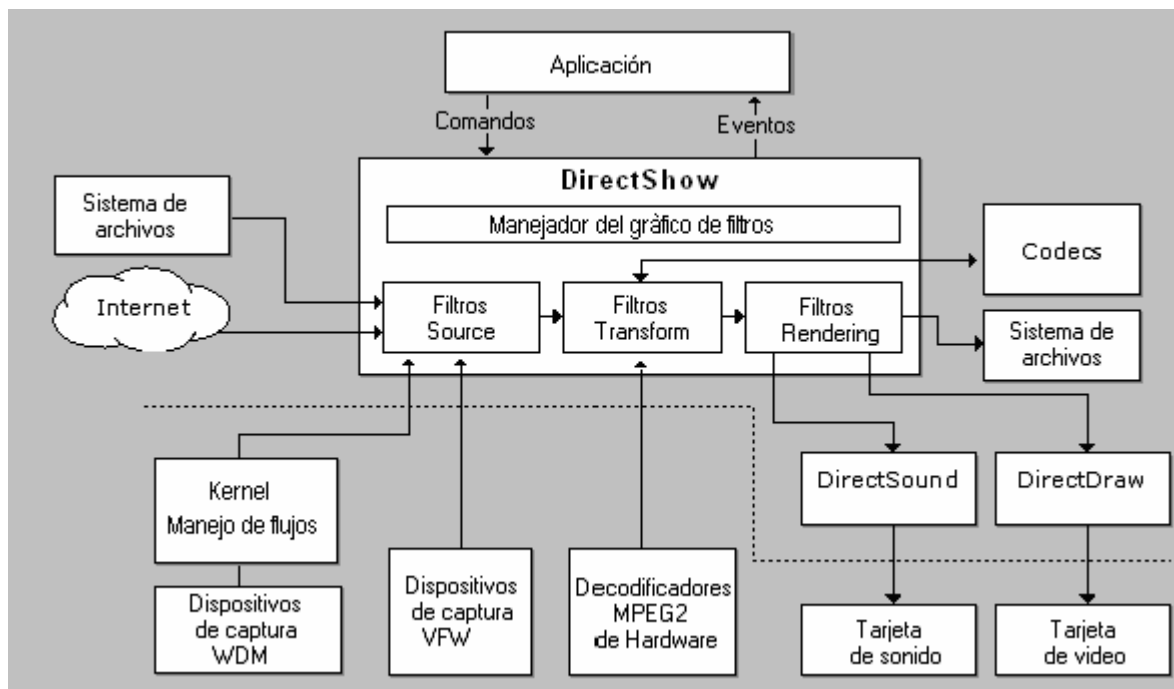 Aplicación
Comandos
Eventos
DirectShow
Manejador del gràfico de filtros
Sistema de
archivos
Internet
Filtros
Source
Filtros
Transform
Filtros
Rendering
Codecs
Sistema de
archivos
Kernel
Manejo de flujos
Dispositivos
de captura
WDM
Dispositivos
de captura
VFW
Decodificadores
MPEG2
de Hardware
DirectSound
DirectDraw
Tarjeta
de sonido
Tarjeta
de video